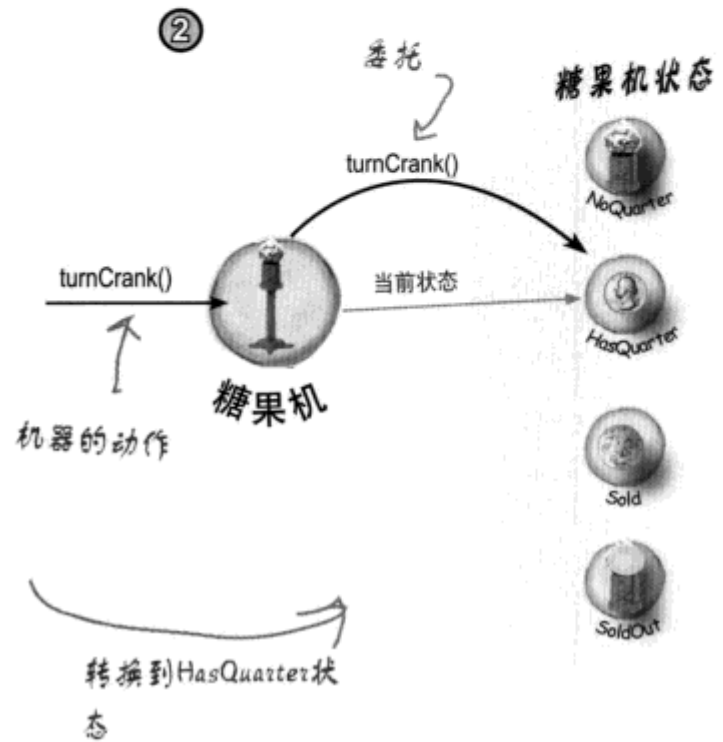 2
委托
糖果机状态
turnCrank()
NoQuarter
turnCrank()
当前状态
HasQuarter
糖果机
机器的动作
Sold
SoldOut
转换到HasQuarter状
态